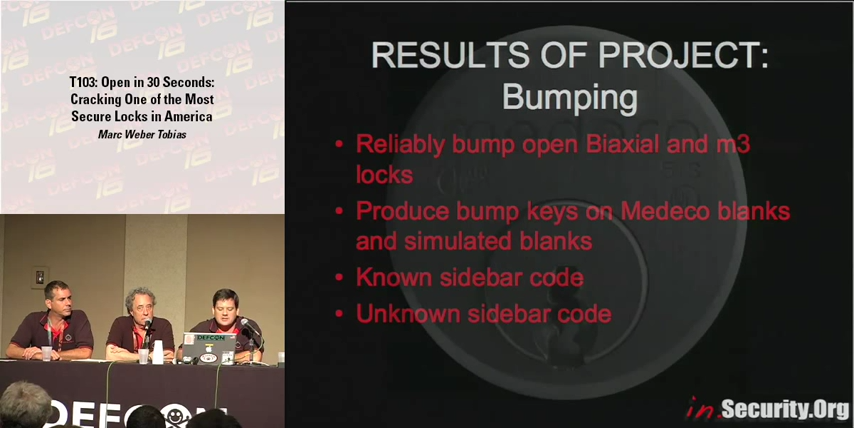 T103: Open in 30 Seconds:
Cracking One of the Most
Secure Locks in America
Marc Weber Tobias
RESULTS OF PROJECT:
Bumping
• Reliably bump open Biaxial and m3
locks
• Produce bump keys on Medeco blanks
and simulated blanks
• Known sidebar code
• Unknown sidebar code
DEFCON
DEFCON
inSecurity.Org